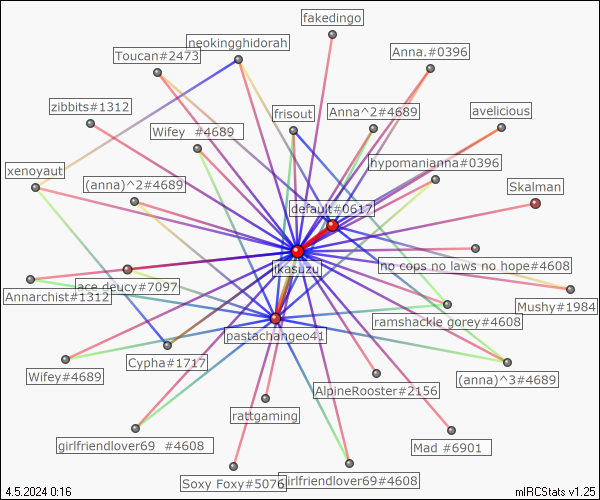 fakedingo
neokingghidorah
Toucan#2473
Anna.#0396
zibbits#1312
frisout
Anna^2#4689
avelicious
Wifey  #4689
hypomanianna#0396
xenoyaut
(anna)^2#4689
Skalman
default#0617
ikasuzu
no cops no laws no hope#4608
ace deucy#7097
Annarchist#1312
Mushy#1984
ramshackle gorey#4608
pastachangeo41
Cypha#1717
Wifey#4689
(anna)^3#4689
AlpineRooster#2156
rattgaming
girlfriendlover69  #4608
Mad #6901
Soxy Foxy#5076
girlfriendlover69#4608
4.5.2024 0:16
mIRCStats v1.25